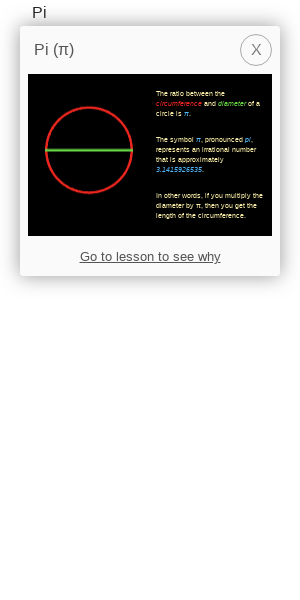 Pi
Pi (π)
X
The ratio between the
circumference and diameter of a
circle is π.
The symbol π, pronounced pi,
represents an irrational number
that is approximately
3.1415926535.
In other words, if you multiply the
diameter by π, then you get the
length of the circumference.
Go to lesson to see why